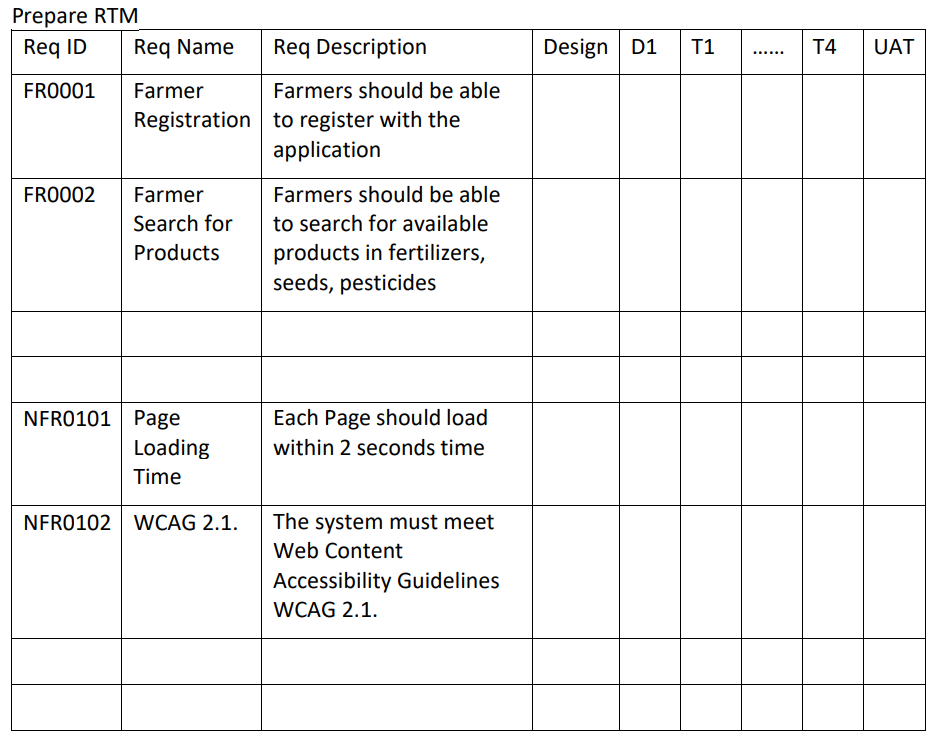 Prepare RTM
Req ID Req Name Req Description Design D1 T1 ...... T4 UAT
FR0001 Farmer Farmers should be able
Registration to register with the
application
FR0002 Farmer Farmers should be able
Search for to search for available
Products products in fertilizers,
seeds, pesticides
NFR0101 Page Each Page should load
Loading within 2 seconds time
Time
NFR0102 WCAG 2.1. The system must meet
Web Content
Accessibility Guidelines
WCAG 2.1.